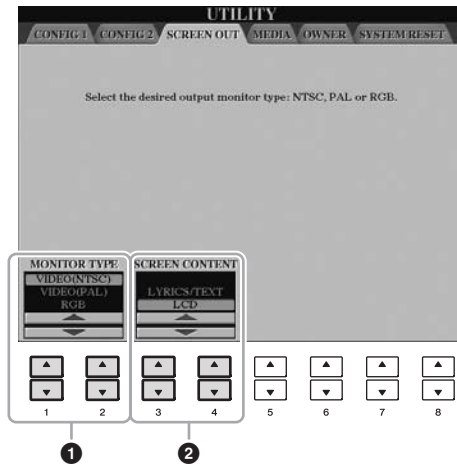 UTILITY
CONFIG 1 CONFIG 2 SCREEN OUT MEDIA OWNER SYSTEM RESET
Select the desired output monitor type: NTSC, PAL or RGB.
MONITOR TYPE SCREEN CONTENT
VIDEO(NTSC)
VIDEO(PAL) LYRICS/TEXT
RGB LCD
1 2 3 4 5 6 7 8
1 2